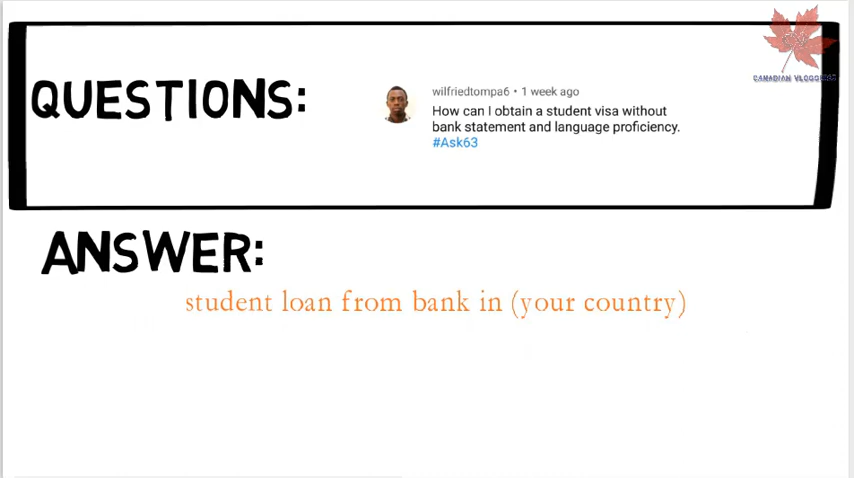 CANADIAN VLOGGERS
QUESTIONS:
wilfriedtompa6 • 1 week ago
How can I obtain a student visa without
bank statement and language proficiency.
#Ask63
ANSWER:
student loan from bank in (your country)